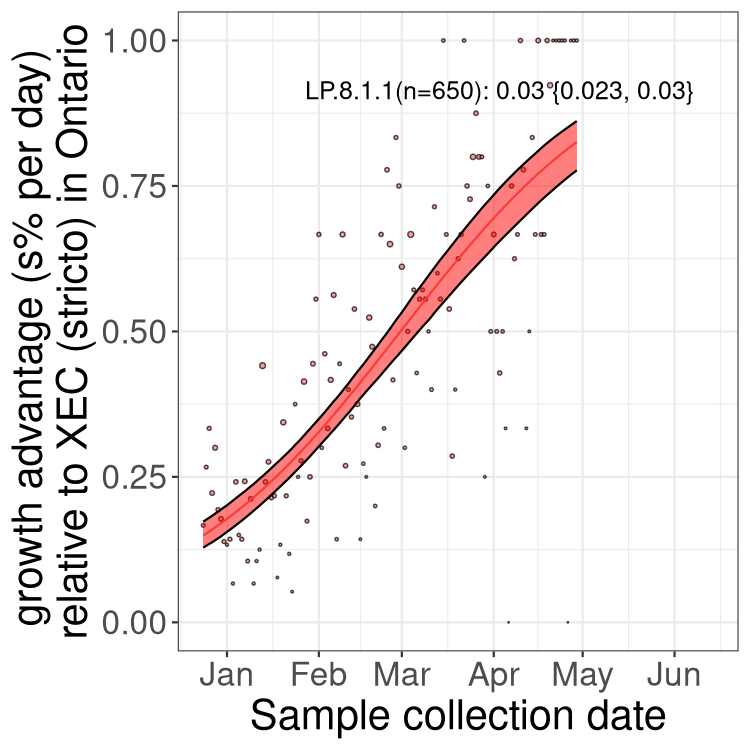 growth advantage (s% per day)
relative to XEC (stricto) in Ontario
1.00
0.75
0.50
0.25
0.00
LP.8.1.1(n=650): 0.03 {0.023, 0.03}
Jan Feb Mar Apr May Jun
Sample collection date